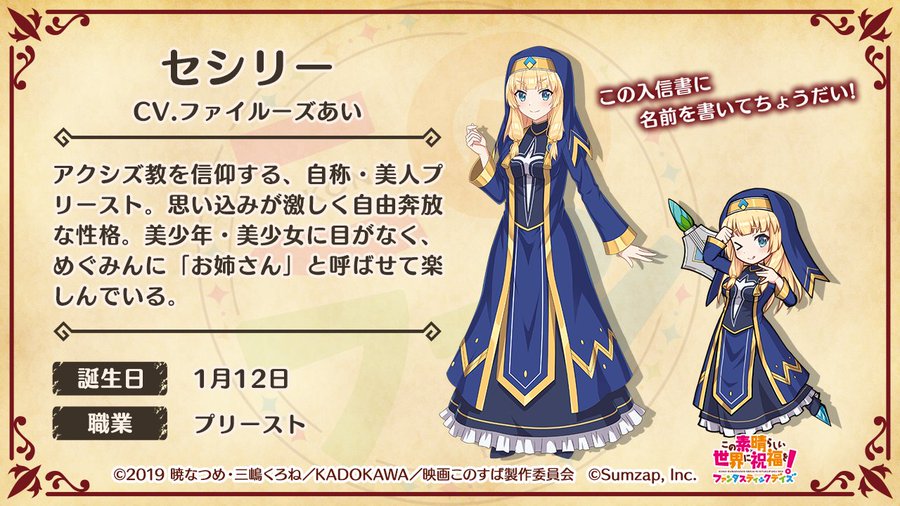 セシリー
CV.ファイルーズあい
アクシズ教を信仰する、自称・美人プ
リースト。思い込みが激しく自由奔放
な性格。美少年・美少女に目がなく、
めぐみんに「お姉さん」と呼ばせて楽
しんでいる。
誕生日 1月12日
職業 プリースト
この入信書に
名前を書いてちょうだい!
この素晴らしい
世界に祝福を!
ファンタスティックデイズ
©2019 暁なつめ・三嶋くろね／KADOKAWA／映画このすば製作委員会 ©Sumzap, Inc.